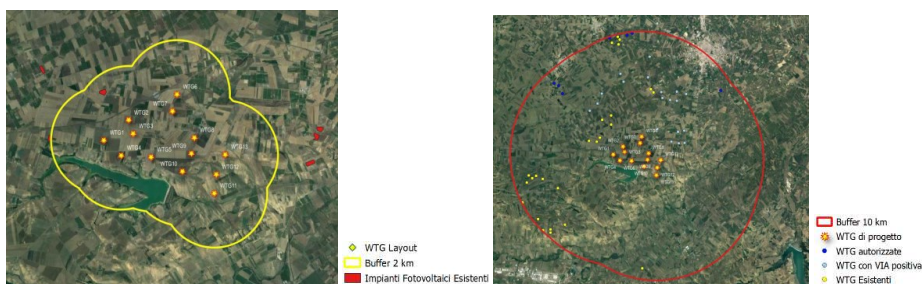 WTG6
WTG7
WTG2
WTG3
WTG1
WTG8
WTG4
WTG5
WTG9
WTG13
WTG10
WTG12
WTG11
WTG Layout
Buffer 2 km
Impianti Fotovoltaici Esistenti
Buffer 10 km
WTG di progetto
WTG autorizzate
WTG con VIA positiva
WTG Esistenti